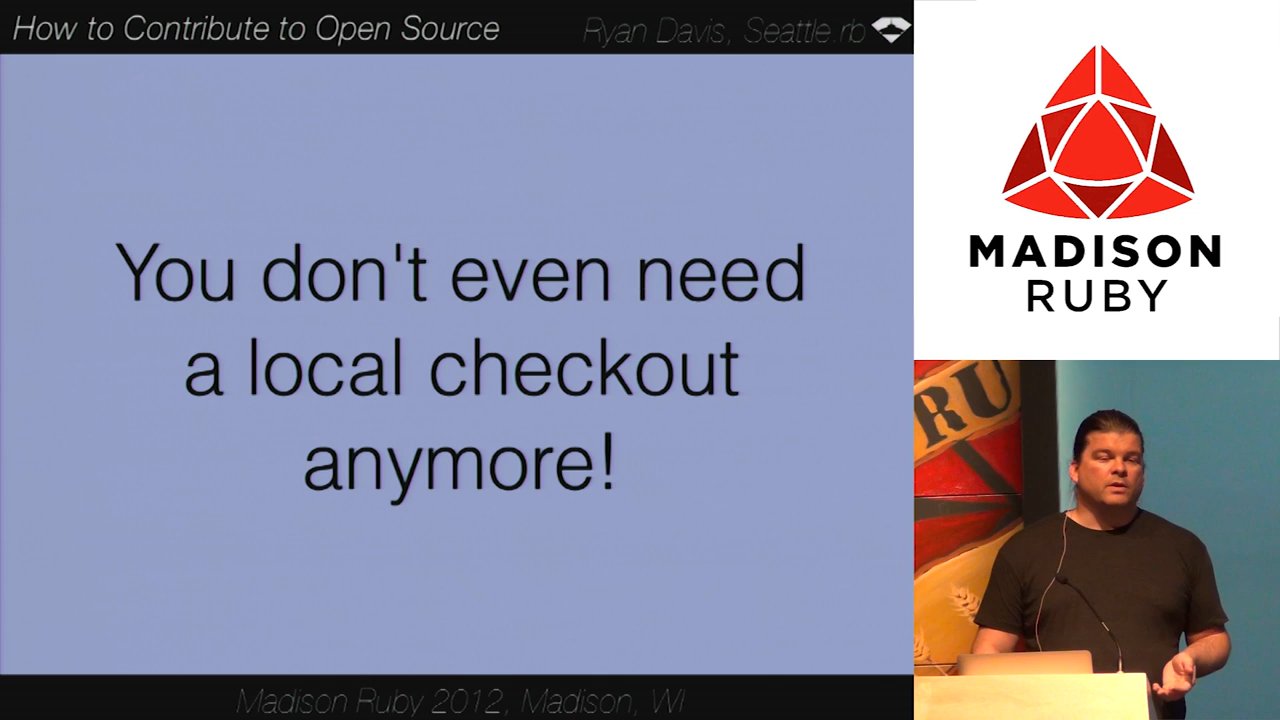 How to Contribute to Open Source
Ryan Davis, Seattle.rb
You don't even need
a local checkout
anymore!
Madison Ruby 2012, Madison, WI
MADISON
RUBY
RU